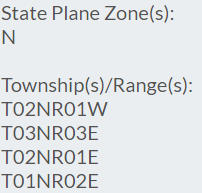 State Plane Zone(s):
N
Township(s)/Range(s):
T02NR01W
T03NR03E
T02NR01E
T01NR02E